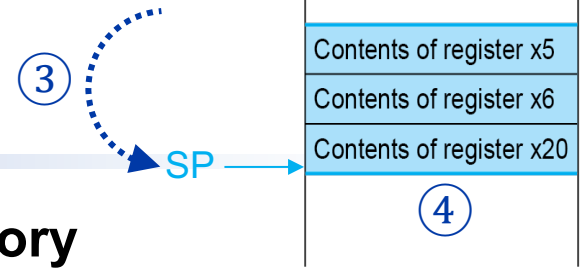 Contents of register x5
③
Contents of register x6
Contents of register x20
SP
④
ory